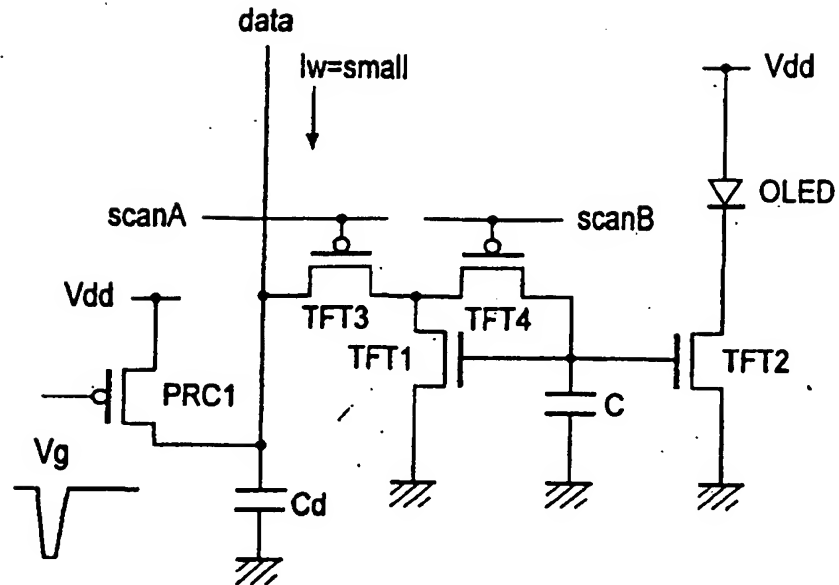 data
Iw=small
Vdd
OLED
scanA
scanB
Vdd
TFT3
TFT4
TFT1
TFT2
PRC1
C
Vg
Cd